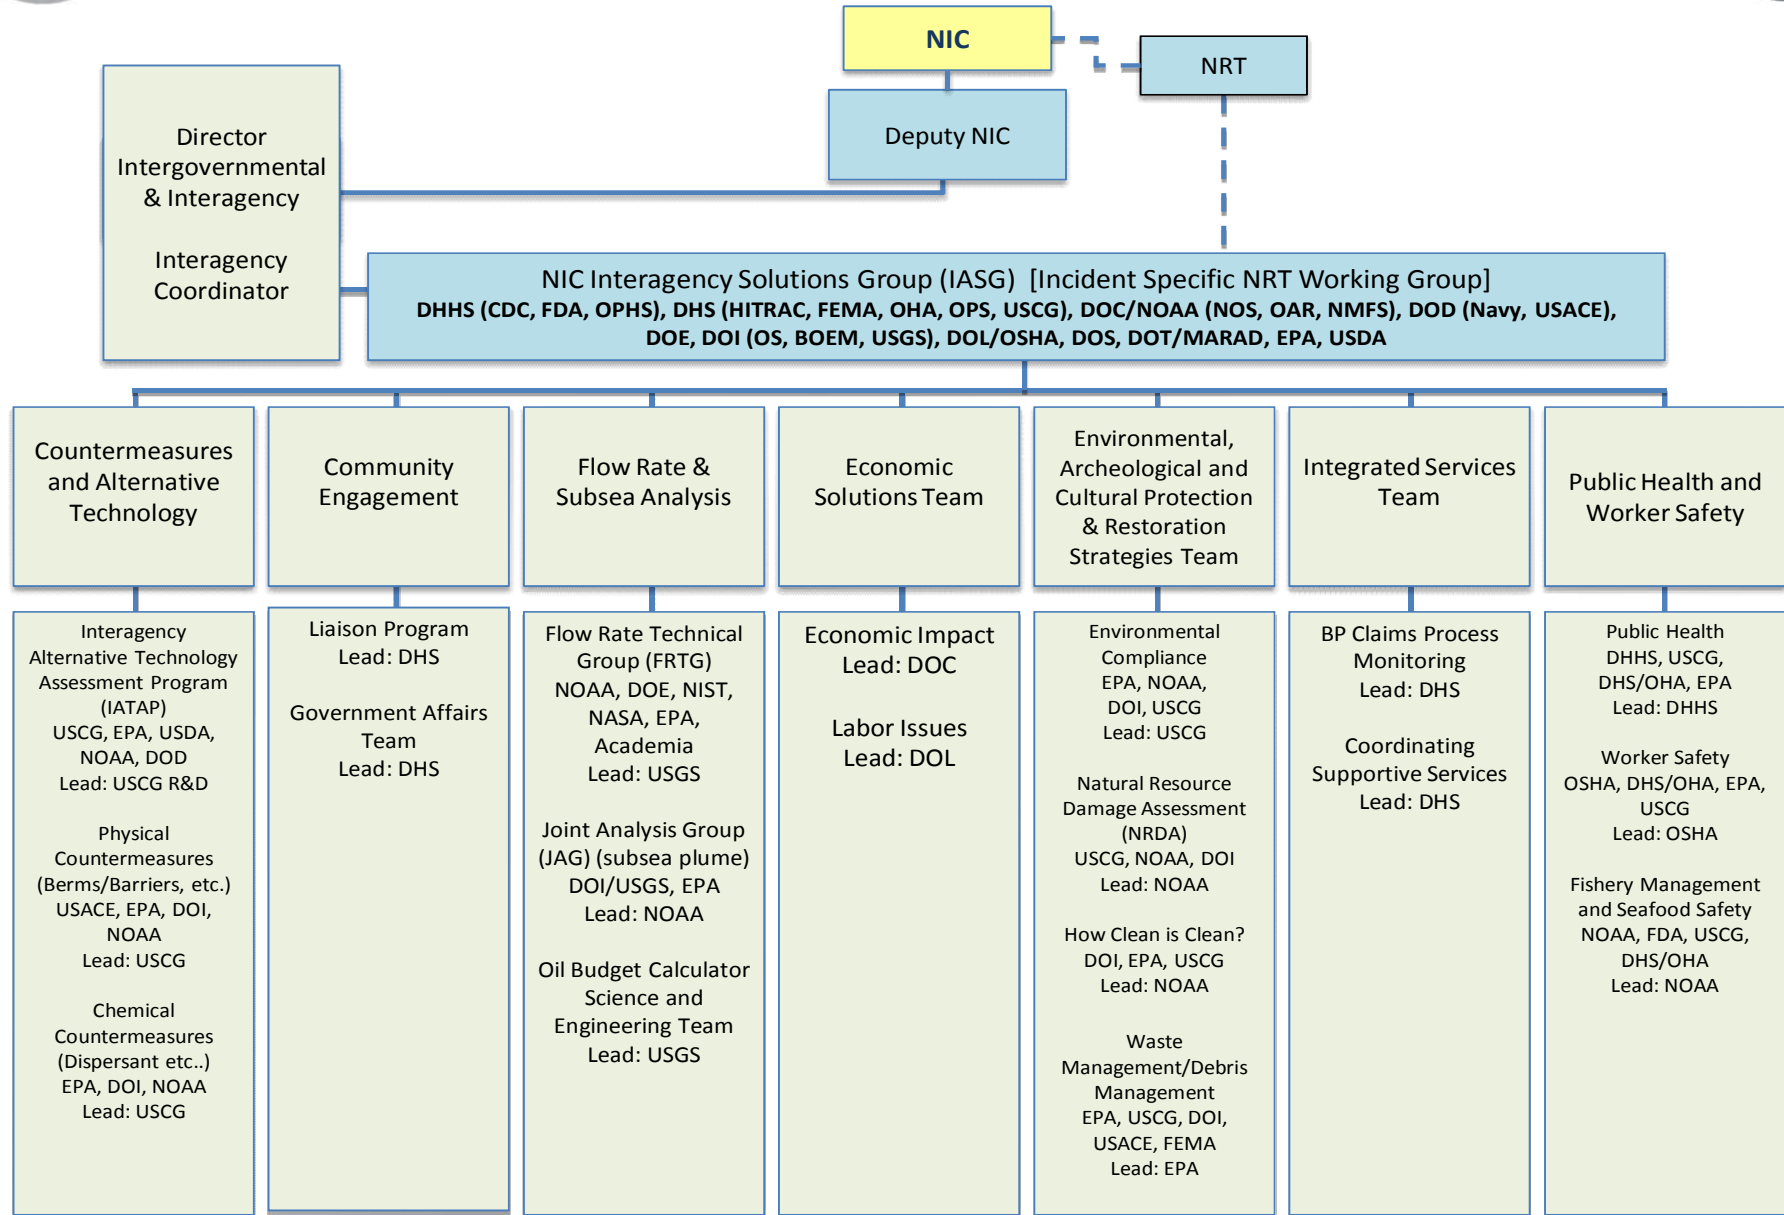 NIC
NRT
Deputy NIC
Director
Intergovernmental
& Interagency
Interagency
Coordinator
NIC Interagency Solutions Group (IASG) [Incident Specific NRT Working Group]
DHHS (CDC, FDA, OPHS), DHS (HITRAC, FEMA, OHA, OPS, USCG), DOC/NOAA (NOS, OAR, NMFS), DOD (Navy, USACE),
DOE, DOI (OS, BOEM, USGS), DOL/OSHA, DOS, DOT/MARAD, EPA, USDA
Countermeasures
and Alternative
Technology
Community
Engagement
Flow Rate &
Subsea Analysis
Economic
Solutions Team
Environmental,
Archeological and
Cultural Protection
& Restoration
Strategies Team
Integrated Services
Team
Public Health and
Worker Safety
Interagency
Alternative Technology
Assessment Program
(IATAP)
USCG, EPA, USDA,
NOAA, DOD
Lead: USCG R&D
Physical
Countermeasures
(Berms/Barriers, etc.)
USACE, EPA, DOI,
NOAA
Lead: USCG
Chemical
Countermeasures
(Dispersant etc..)
EPA, DOI, NOAA
Lead: USCG
Liaison Program
Lead: DHS
Government Affairs
Team
Lead: DHS
Flow Rate Technical
Group (FRTG)
NOAA, DOE, NIST,
NASA, EPA,
Academia
Lead: USGS
Joint Analysis Group
(JAG) (subsea plume)
DOI/USGS, EPA
Lead: NOAA
Oil Budget Calculator
Science and
Engineering Team
Lead: USGS
Economic Impact
Lead: DOC
Labor Issues
Lead: DOL
Environmental
Compliance
EPA, NOAA,
DOI, USCG
Lead: USCG
Natural Resource
Damage Assessment
(NRDA)
USCG, NOAA, DOI
Lead: NOAA
How Clean is Clean?
DOI, EPA, USCG
Lead: NOAA
Waste
Management/Debris
Management
EPA, USCG, DOI,
USACE, FEMA
Lead: EPA
BP Claims Process
Monitoring
Lead: DHS
Coordinating
Supportive Services
Lead: DHS
Public Health
DHHS, USCG,
DHS/OHA, EPA
Lead: DHHS
Worker Safety
OSHA, DHS/OHA, EPA,
USCG
Lead: OSHA
Fishery Management
and Seafood Safety
NOAA, FDA, USCG,
DHS/OHA
Lead: NOAA